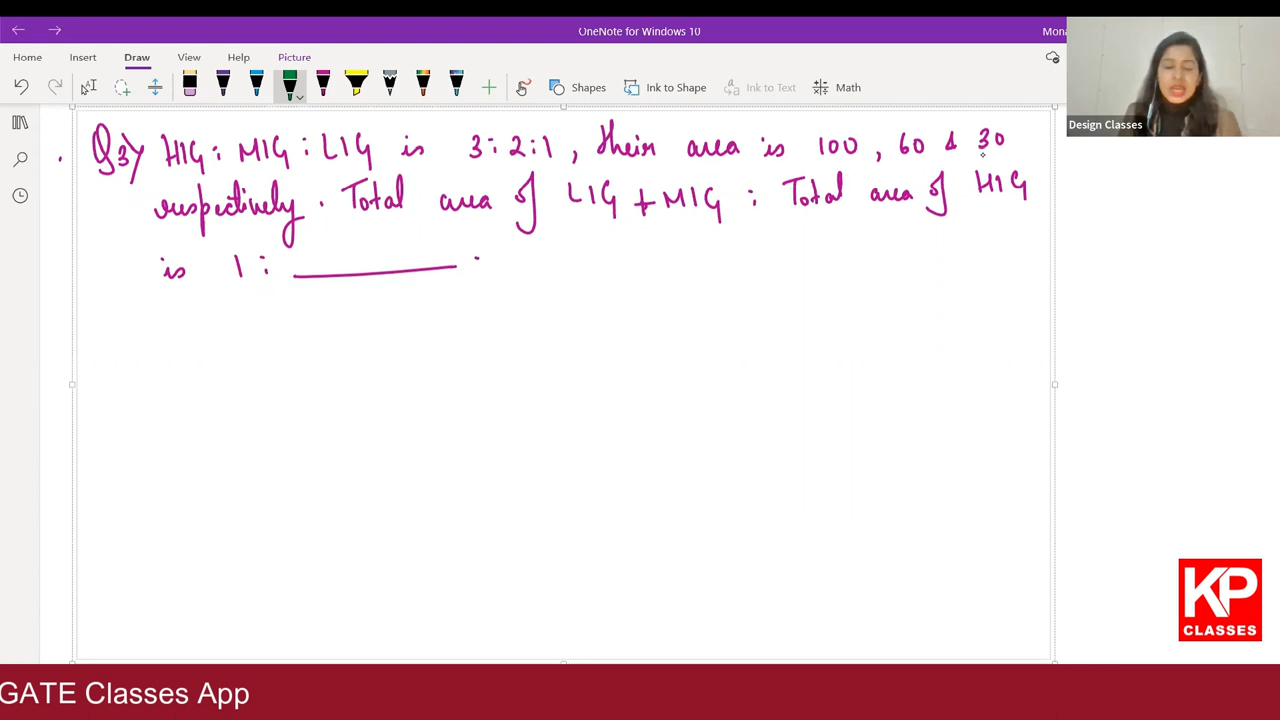 OneNote for Windows 10
Mona
Home Insert Draw View Help Picture
Shapes Ink to Shape Ink to Text Math
Design Classes
Q3) HIG : MIG : LIG is 3:2:1, their area is 100, 60 & 30
respectively. Total area of LIG + MIG : Total area of HIG
is 1 : ________.
KP
CLASSES
GATE Classes App